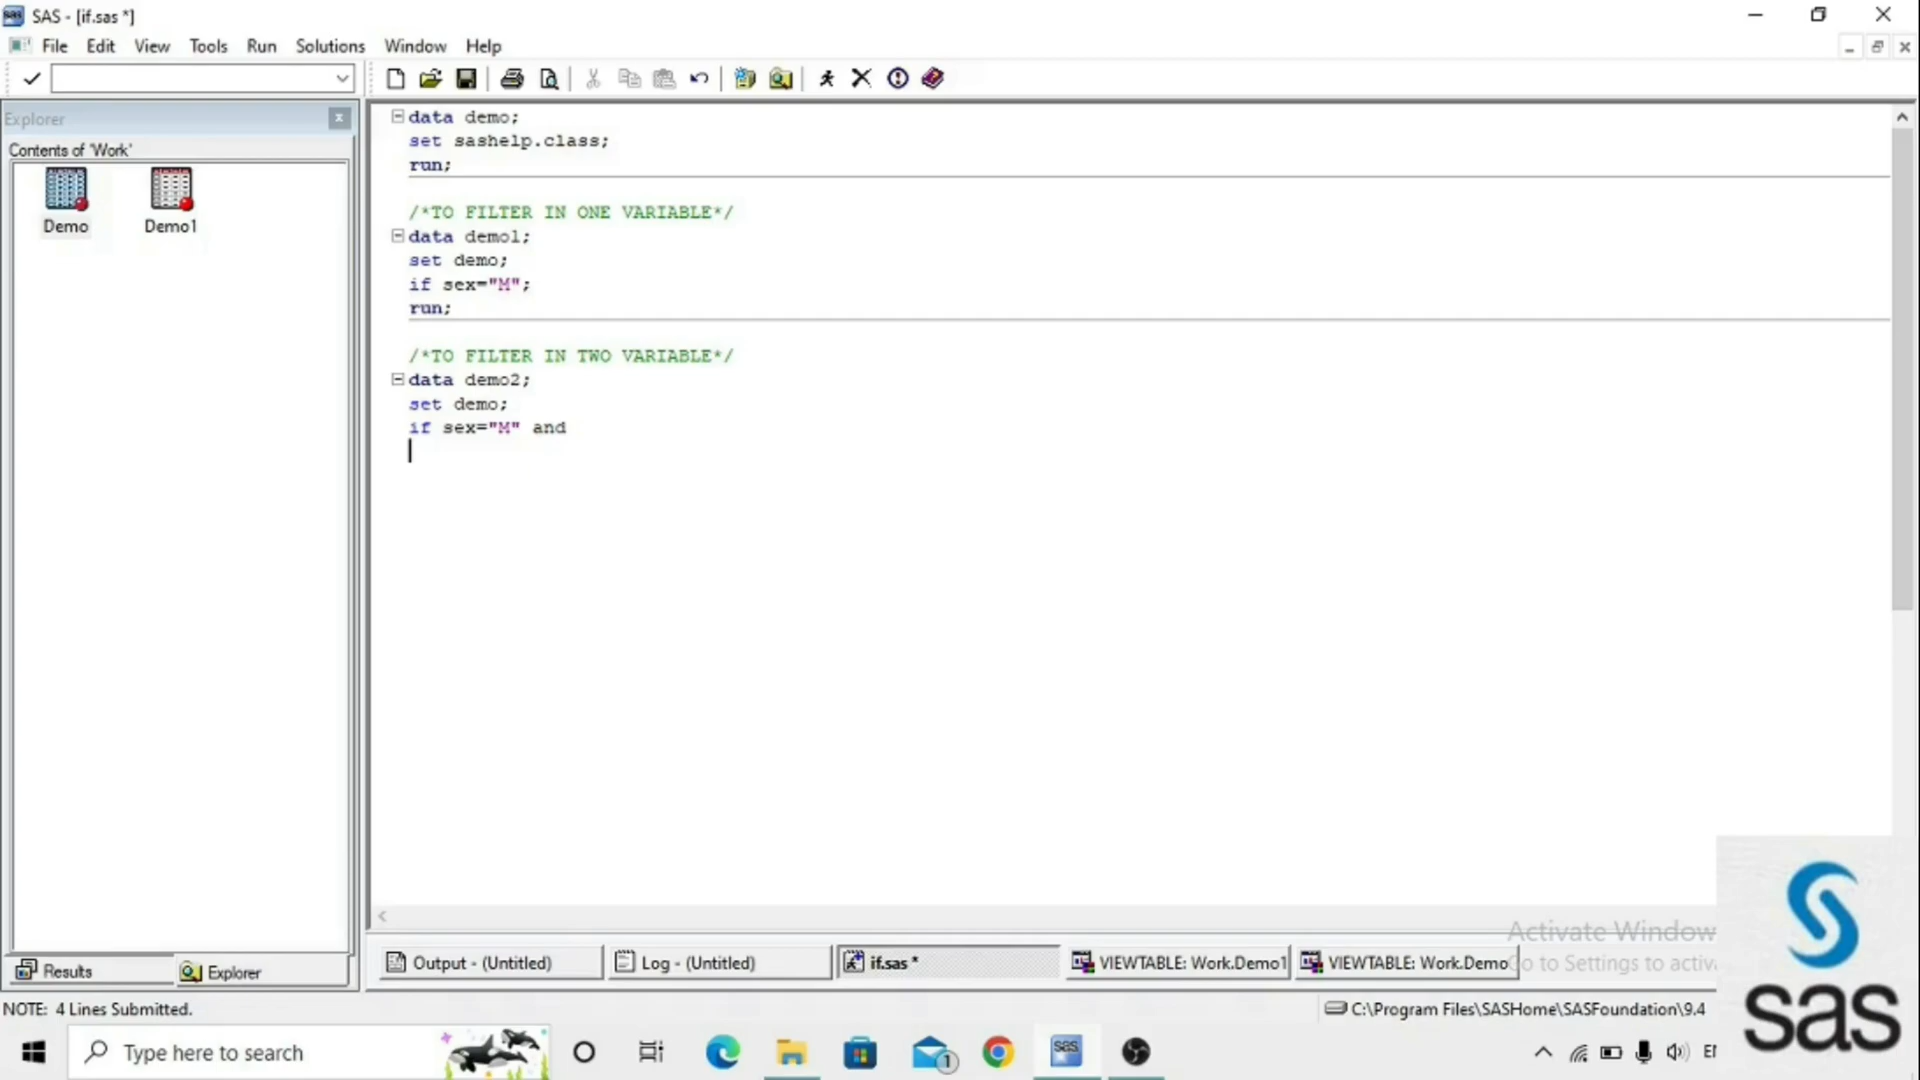 SAS - [if.sas *]
File Edit View Tools Run Solutions Window Help
Explorer
Contents of 'Work'
Demo Demo1
data demo;
set sashelp.class;
run;
/*TO FILTER IN ONE VARIABLE*/
data demo1;
set demo;
if sex="M";
run;
/*TO FILTER IN TWO VARIABLE*/
data demo2;
set demo;
if sex="M" and
Activate Window
Go to Settings to activ
Results Explorer
Output - (Untitled) Log - (Untitled) if.sas * VIEWTABLE: Work.Demo1 VIEWTABLE: Work.Demo
NOTE: 4 Lines Submitted.
C:\Program Files\SASHome\SASFoundation\9.4
Type here to search
sas
1
sas
EN